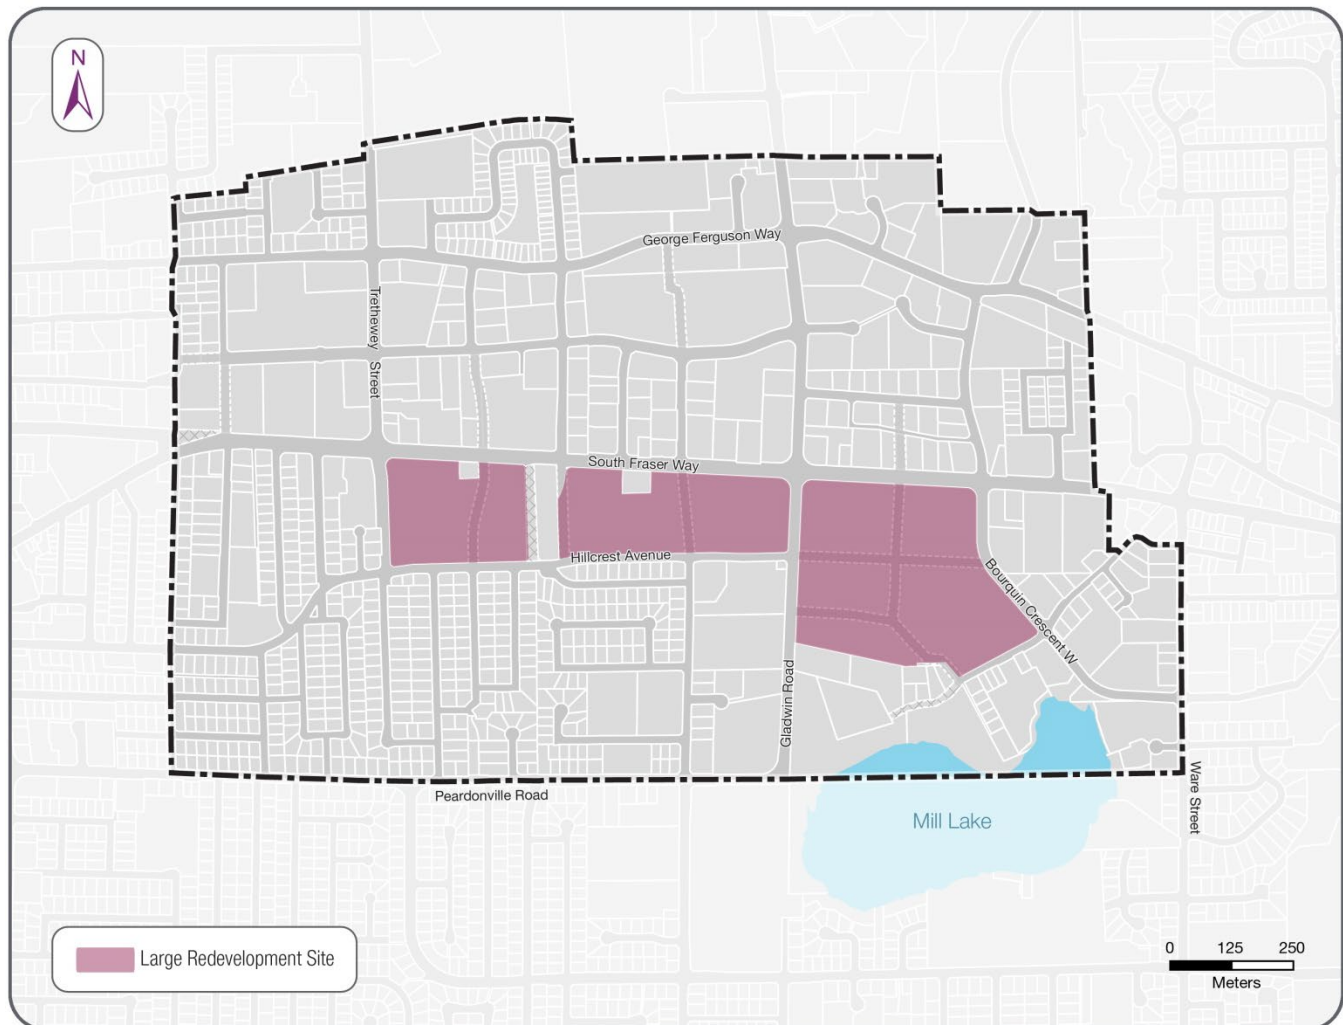 N
George Ferguson Way
Trethewey Street
South Fraser Way
Hillcrest Avenue
Bourquin Crescent W
Gladwin Road
Peardonville Road
Ware Street
Mill Lake
Large Redevelopment Site
0 125 250
Meters